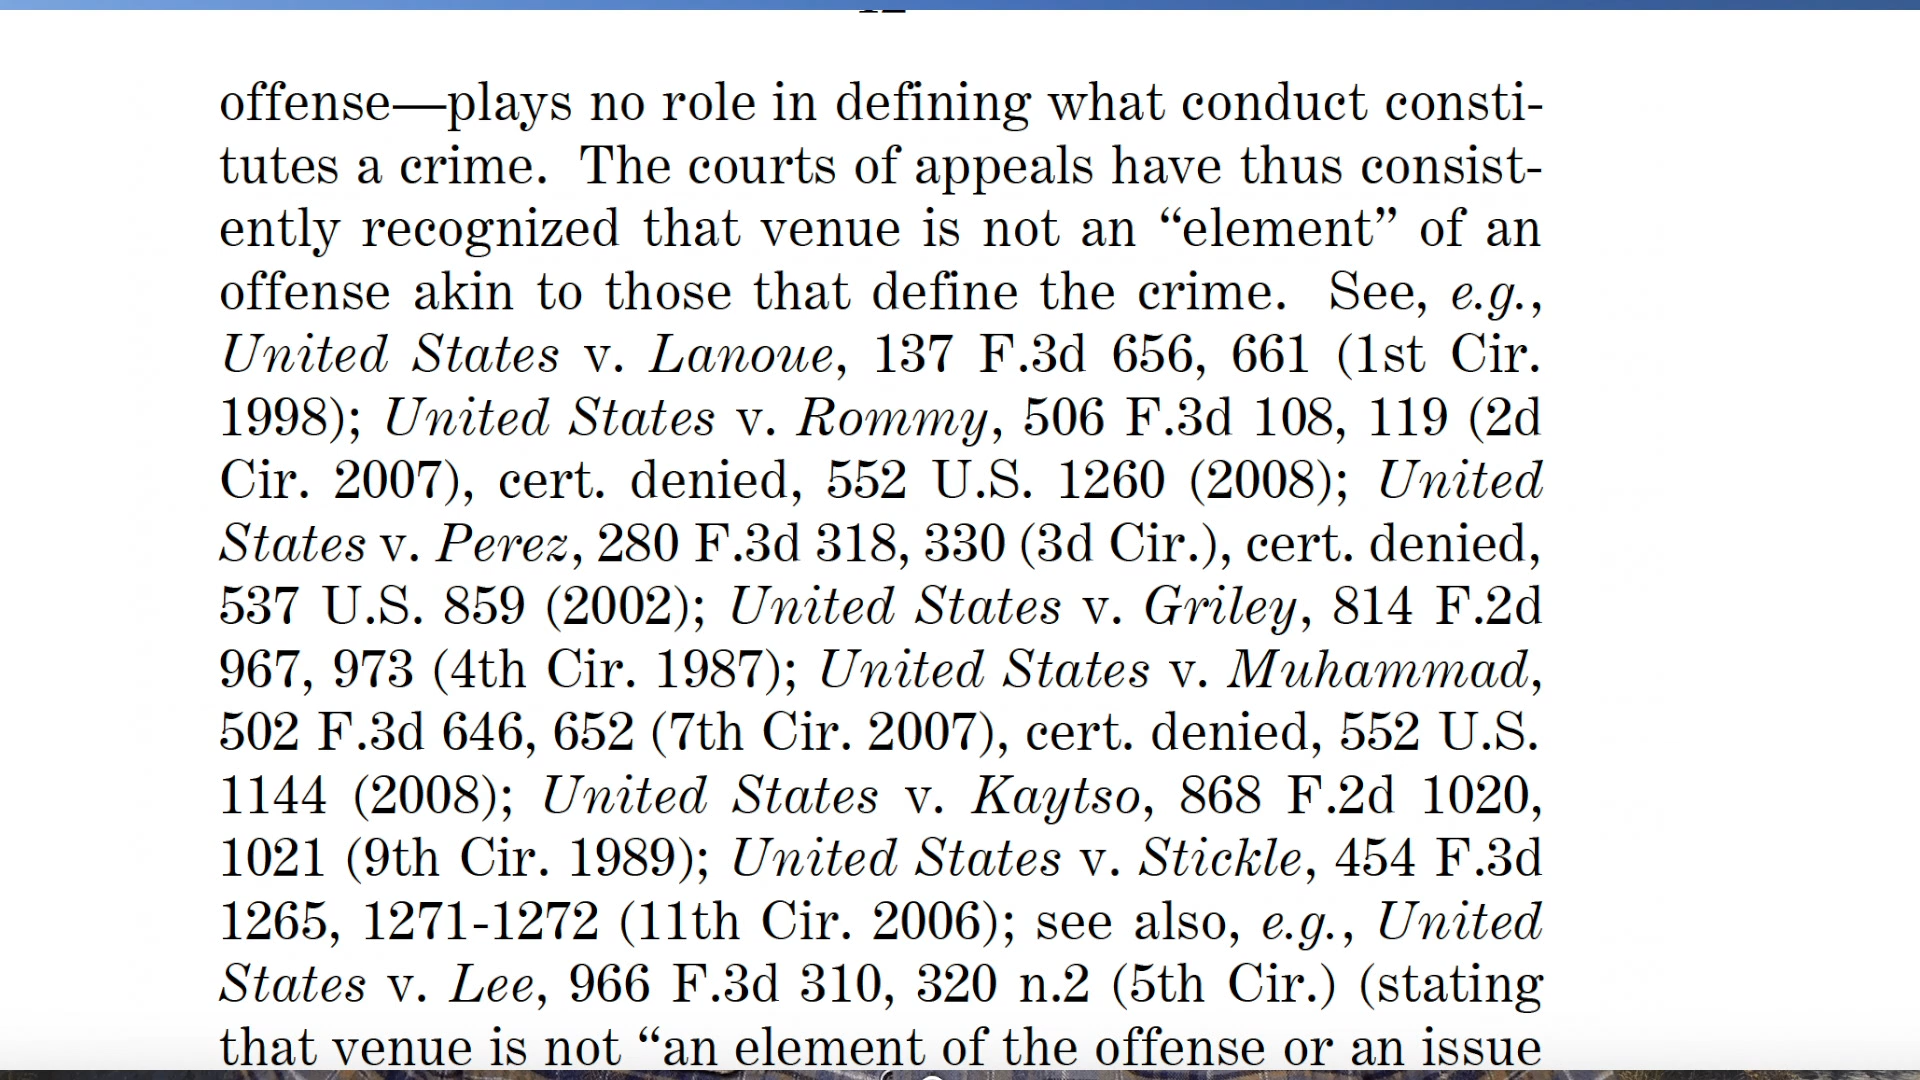 offense—plays no role in defining what conduct consti-
tutes a crime. The courts of appeals have thus consist-
ently recognized that venue is not an “element” of an
offense akin to those that define the crime. See, e.g.,
United States v. Lanoue, 137 F.3d 656, 661 (1st Cir.
1998); United States v. Rommy, 506 F.3d 108, 119 (2d
Cir. 2007), cert. denied, 552 U.S. 1260 (2008); United
States v. Perez, 280 F.3d 318, 330 (3d Cir.), cert. denied,
537 U.S. 859 (2002); United States v. Griley, 814 F.2d
967, 973 (4th Cir. 1987); United States v. Muhammad,
502 F.3d 646, 652 (7th Cir. 2007), cert. denied, 552 U.S.
1144 (2008); United States v. Kaytso, 868 F.2d 1020,
1021 (9th Cir. 1989); United States v. Stickle, 454 F.3d
1265, 1271-1272 (11th Cir. 2006); see also, e.g., United
States v. Lee, 966 F.3d 310, 320 n.2 (5th Cir.) (stating
that venue is not “an element of the offense or an issue